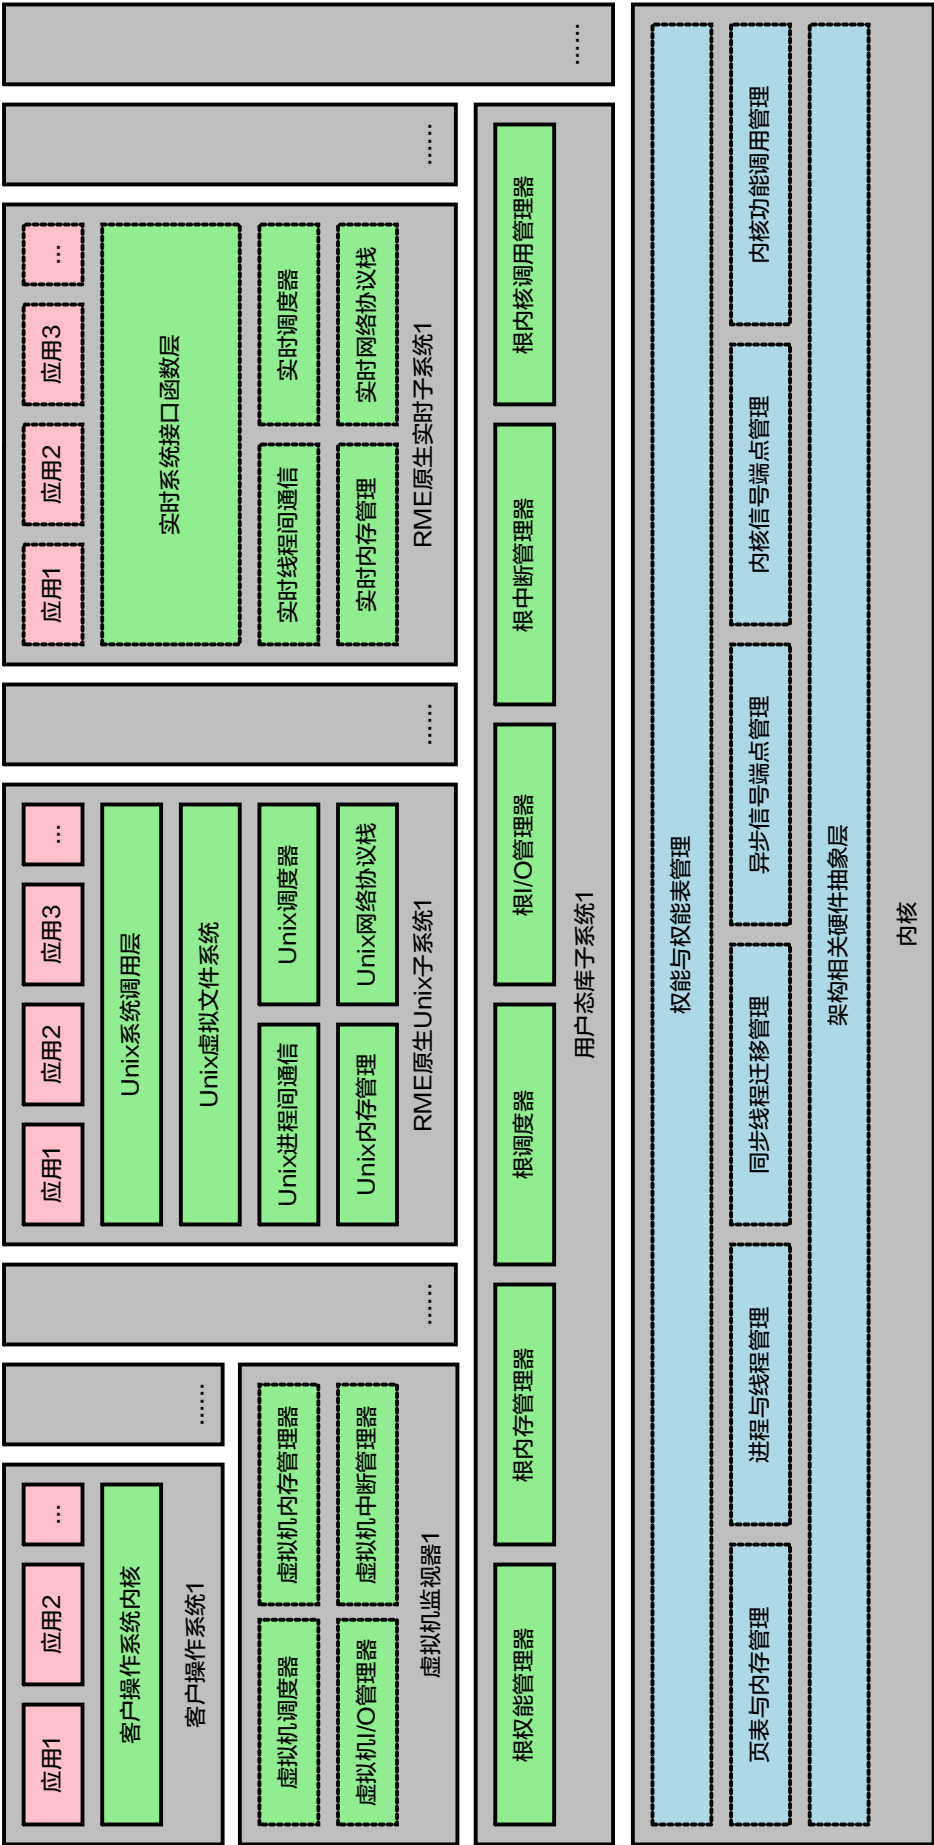 应用1
应用2
...
客户操作系统内核
客户操作系统1
......
虚拟机调度器
虚拟机内存管理器
虚拟机I/O管理器
虚拟机中断管理器
虚拟机监视器1
......
应用1
应用2
应用3
...
Unix系统调用层
Unix虚拟文件系统
Unix进程间通信
Unix调度器
Unix内存管理
Unix网络协议栈
RME原生Unix子系统1
......
应用1
应用2
应用3
...
实时系统接口函数层
实时线程间通信
实时调度器
实时内存管理
实时网络协议栈
RME原生实时子系统1
......
......
根权能管理器
根内存管理器
根调度器
根I/O管理器
根中断管理器
根内核调用管理器
用户态库子系统1
权能与权能表管理
页表与内存管理
进程与线程管理
同步线程迁移管理
异步信号端点管理
内核信号端点管理
内核功能调用管理
架构相关硬件抽象层
内核